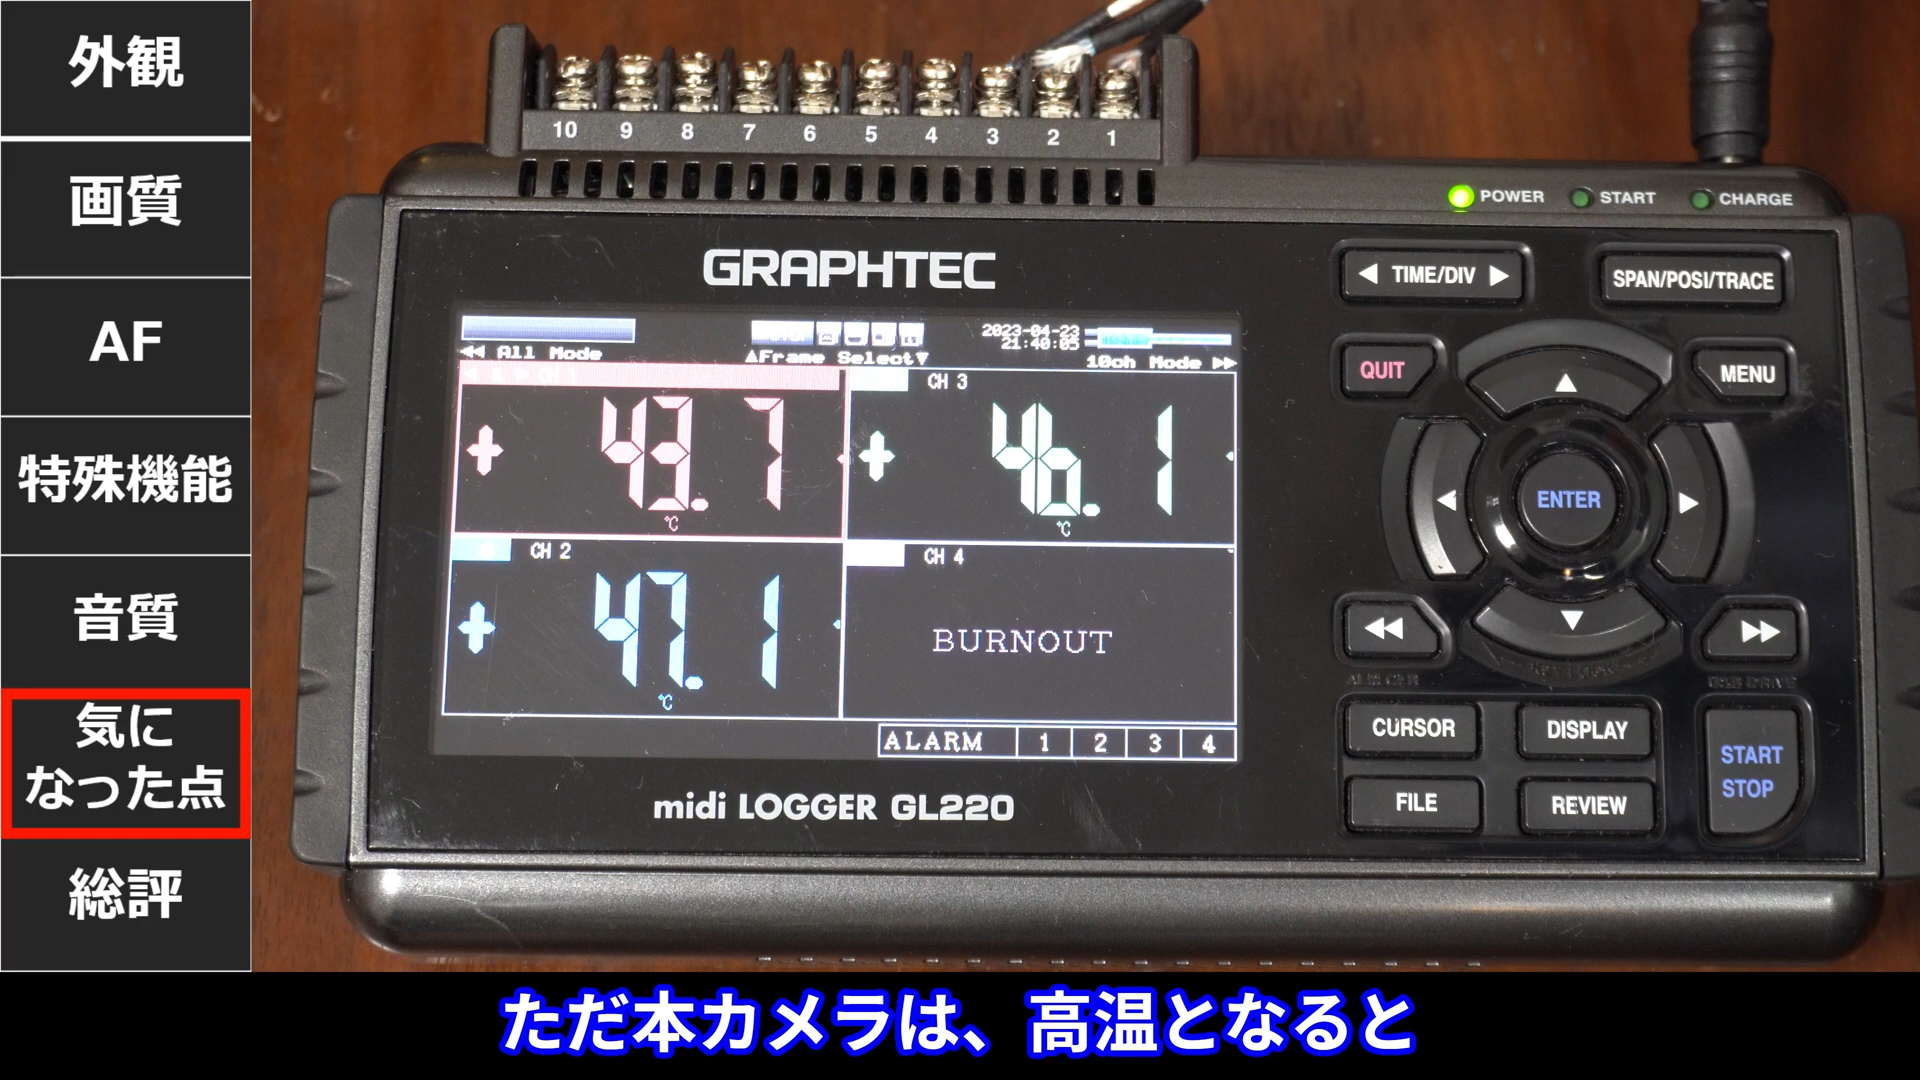 外観
画質
AF
特殊機能
音質
気に
なった点
総評
10 9 8 7 6 5 4 3 2 1
POWER START CHARGE
GRAPHTEC
◀ TIME/DIV ▶
SPAN/POSI/TRACE
QUIT
MENU
ENTER
CURSOR
DISPLAY
FILE
REVIEW
START
STOP
2023-04-23
21:40:05
◀◀ All Mode
▲Frame Select▼
10ch Mode ▶▶
CH 1
+ 43.7
℃
CH 3
+ 46.1
℃
CH 2
+ 47.1
℃
CH 4
BURNOUT
ALARM 1 2 3 4
midi LOGGER GL220
ただ本カメラは、高温となると